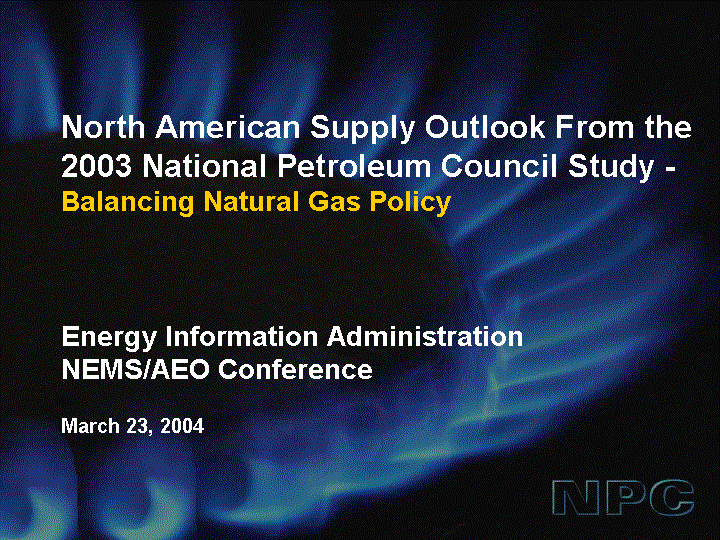 North American Supply Outlook From the
2003 National Petroleum Council Study -
Balancing Natural Gas Policy
Energy Information Administration
NEMS/AEO Conference
March 23, 2004
NPC